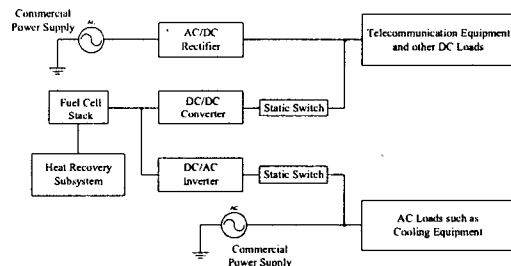 Commercial
Power Supply
AC
AC/DC
Rectifier
Telecommunication Equipment
and other DC Loads
Fuel Cell
Stack
DC/DC
Converter
Static Switch
Heat Recovery
Subsystem
DC/AC
Inverter
Static Switch
AC
Commercial
Power Supply
AC Loads such as
Cooling Equipment